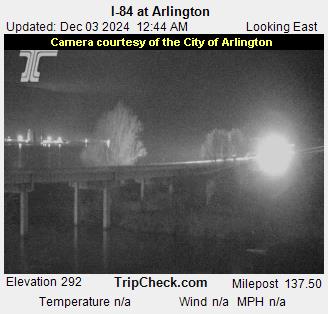 I-84 at Arlington
Updated: Dec 03 2024 12:44 AM Looking East
Camera courtesy of the City of Arlington
Elevation 292 TripCheck.com Milepost 137.50
Temperature n/a Wind n/a MPH n/a